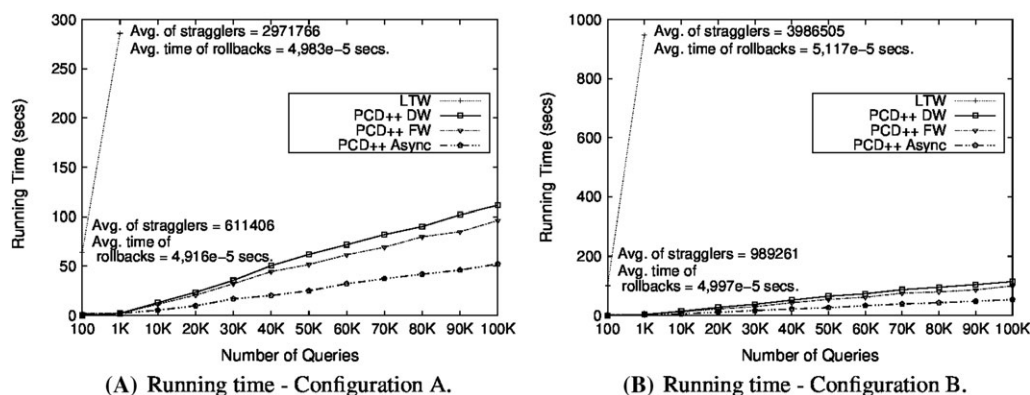 300
250
200
150
100
50
0
Running Time (secs)
Avg. of stragglers = 2971766
Avg. time of rollbacks = 4,983e-5 secs.
LTW
PCD++ DW
PCD++ FW
PCD++ Async
Avg. of stragglers = 611406
Avg. time of
rollbacks = 4,916e-5 secs.
100 1K 10K 20K 30K 40K 50K 60K 70K 80K 90K 100K
Number of Queries
(A) Running time - Configuration A.
1000
800
600
400
200
0
Running Time (secs)
Avg. of stragglers = 3986505
Avg. time of rollbacks = 5,117e-5 secs.
LTW
PCD++ DW
PCD++ FW
PCD++ Async
Avg. of stragglers = 989261
Avg. time of
rollbacks = 4,997e-5 secs.
100 1K 10K 20K 30K 40K 50K 60K 70K 80K 90K 100K
Number of Queries
(B) Running time - Configuration B.